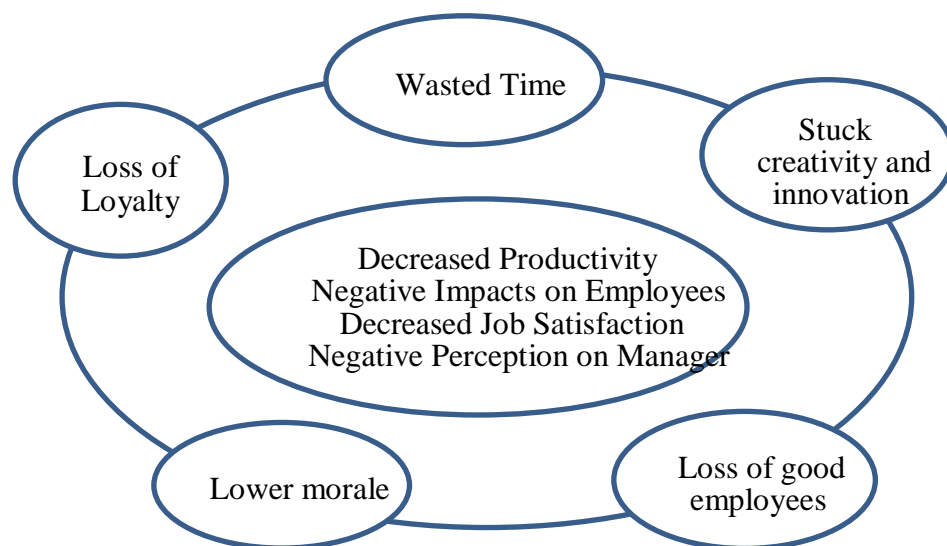 Wasted Time
Stuck
creativity and
innovation
Loss of
Loyalty
Decreased Productivity
Negative Impacts on Employees
Decreased Job Satisfaction
Negative Perception on Manager
Lower morale
Loss of good
employees